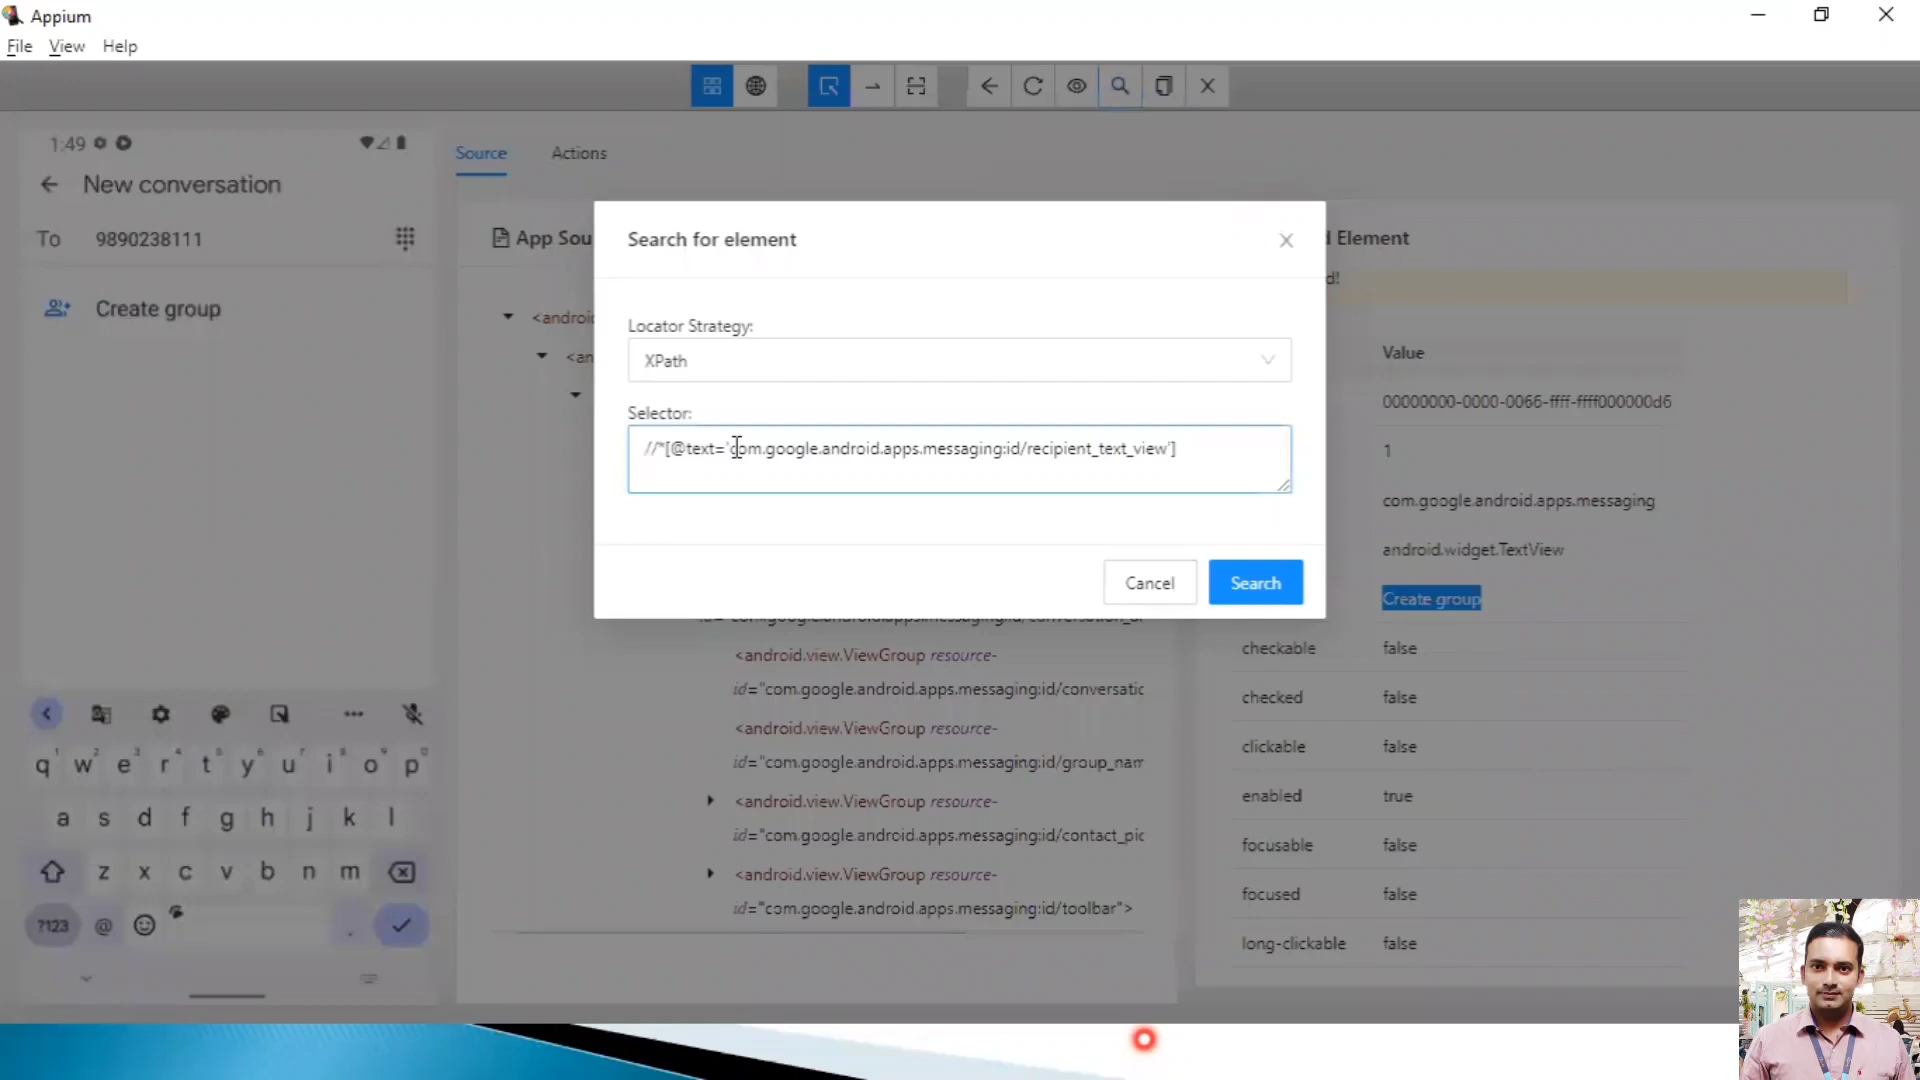 Appium
File View Help
1:49
New conversation
To 9890238111
Create group
Source Actions
App Sou
d Element
d!
Search for element
Locator Strategy:
XPath
Selector:
//*[@text='com.google.android.apps.messaging:id/recipient_text_view']
Cancel Search
<androi
<an
Value
00000000-0000-0066-ffff-ffff000000d6
1
com.google.android.apps.messaging
android.widget.TextView
Create group
<android.view.ViewGroup resource-
id="com.google.android.apps.messaging:id/conversatic
<android.view.ViewGroup resource-
id="com.google.android.apps.messaging:id/group_nam
<android.view.ViewGroup resource-
id="com.google.android.apps.messaging:id/contact_pic
<android.view.ViewGroup resource-
id="com.google.android.apps.messaging:id/toolbar">
checkable false
checked false
clickable false
enabled true
focusable false
focused false
long-clickable false
q w e r t y u i o p
a s d f g h j k l
z x c v b n m
?123 @ .